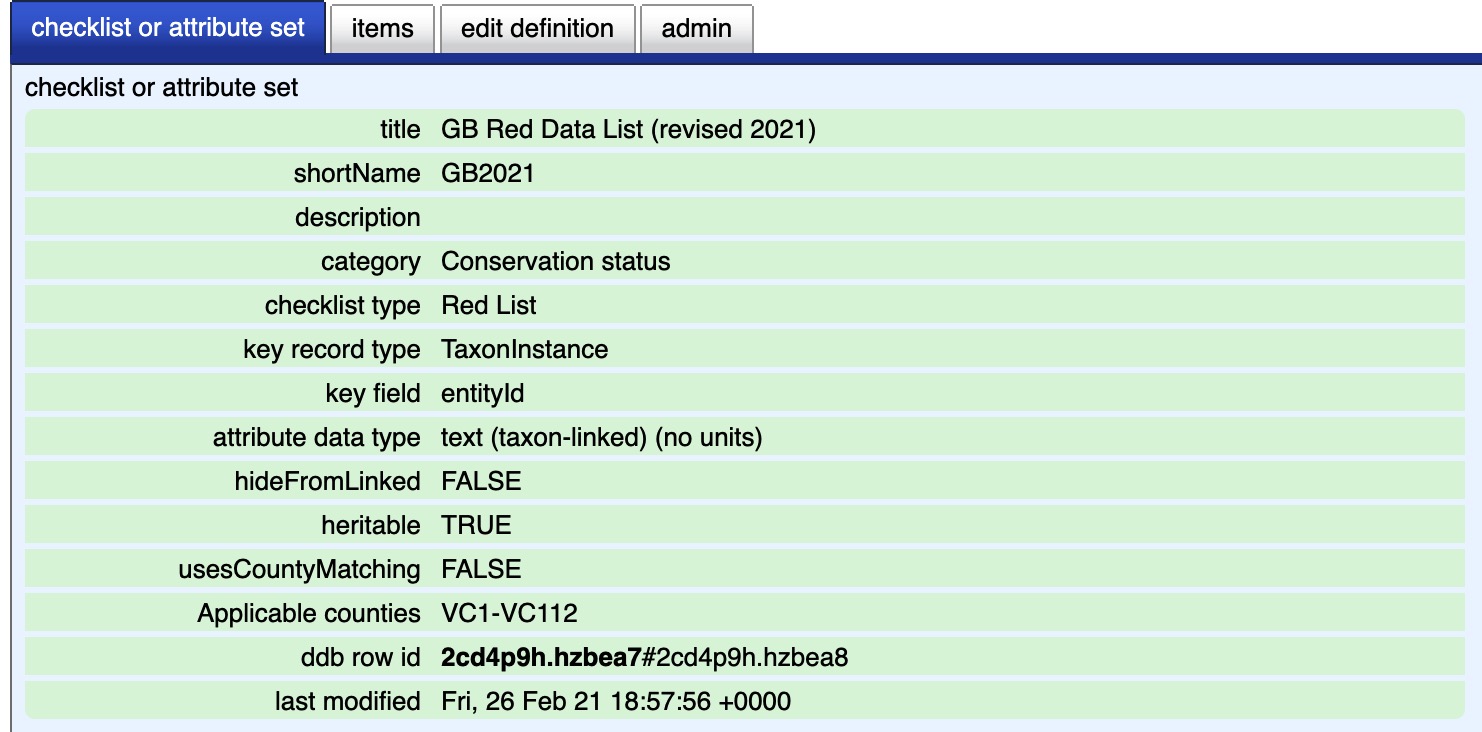 checklist or attribute set items edit definition admin
checklist or attribute set
title GB Red Data List (revised 2021)
shortName GB2021
description
category Conservation status
checklist type Red List
key record type TaxonInstance
key field entityId
attribute data type text (taxon-linked) (no units)
hideFromLinked FALSE
heritable TRUE
usesCountyMatching FALSE
Applicable counties VC1-VC112
ddb row id 2cd4p9h.hzbea7#2cd4p9h.hzbea8
last modified Fri, 26 Feb 21 18:57:56 +0000